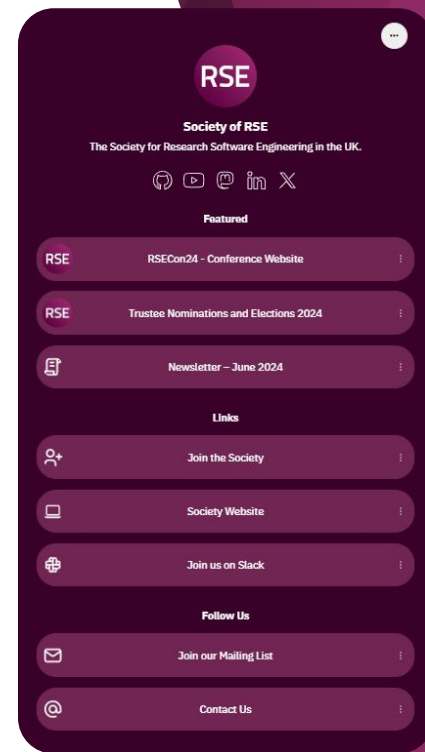 RSE
Society of RSE
The Society for Research Software Engineering in the UK.
Featured
RSE
RSECon24 - Conference Website
RSE
Trustee Nominations and Elections 2024
Newsletter – June 2024
Links
Join the Society
Society Website
Join us on Slack
Follow Us
Join our Mailing List
Contact Us